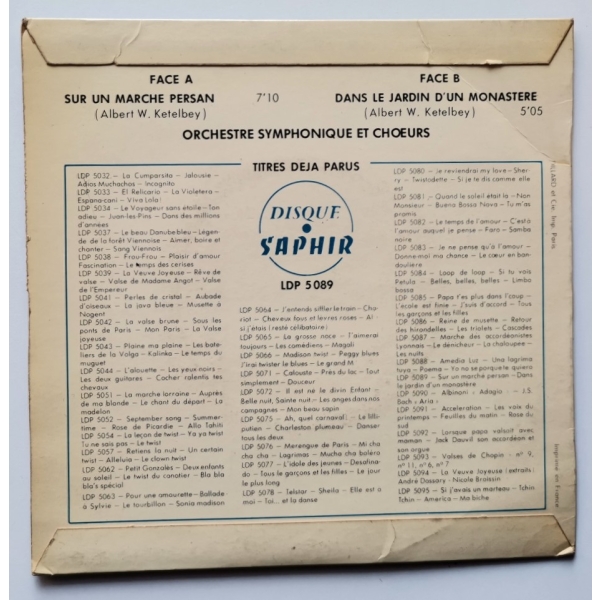 FACE A
SUR UN MARCHE PERSAN 7'10
(Albert W. Ketelbey)
FACE B
DANS LE JARDIN D'UN MONASTERE
(Albert W. Ketelbey) 5'05
ORCHESTRE SYMPHONIQUE ET CHŒURS
TITRES DEJA PARUS
LDP 5032 — La Cumparsita — Jalousie —
Adios Muchachos — Incognito
LDP 5033 — El Relicario — La Violetera —
Espana-cani — Viva Lola!
LDP 5034 — Le Voyageur sans étoile — Ton
adieu — Juan-les-Pins — Dans des millions
d'années
LDP 5037 — Le beau Danube bleu — Légen-
de de la forêt Viennoise — Aimer, boire et
chanter — Sang Viennois
LDP 5038 — Frou-Frou — Plaisir d'amour
Fascination — Le temps des cerises
LDP 5039 — La Veuve Joyeuse — Rêve de
valse — Valse de Madame Angot — Valse
de l'Empereur
LDP 5041 — Perles de cristal — Aubade
d'oiseaux — La java bleue — Musette à
Nogent
LDP 5042 — La valse brune — Sous les
ponts de Paris — Mon Paris — La Valse
joyeuse
LDP 5043 — Plaine ma plaine — Les bate-
liers de la Volga — Kalinka — Le temps du
muguet
LDP 5044 — L'alouette — Les yeux noirs —
Les deux guitares — Cocher ralentis tes
chevaux
LDP 5051 — La marche lorraine — Auprès
de ma blonde — Le chant du départ — La
madelon
LDP 5052 — September song — Summer-
time — Rose de Picardie — Allo Tahiti
LDP 5054 — La leçon de twist — Ya ya twist
Tu ne sais pas — Le twist
LDP 5057 — Retiens la nuit — Un certain
twist — Alleluia — Le clown twist
LDP 5062 — Petit Gonzales — Deux enfants
au soleil — Le twist du canotier — Bla bla
bla's spécial
LDP 5063 — Pour une amourette — Ballade
à Sylvie — Le tourbillon — Sonia madison
DISQUE
SAPHIR
LDP 5089
LDP 5064 — J'entends siffler le train — Cha-
riot — Cheveux fous et lèvres roses — Ah
si j'étais (resté célibataire)
LDP 5065 — La grosse noce — J'aimerai
toujours — Les comédiens — Magali
LDP 5066 — Madison twist — Peggy blues
J'irai twister le blues — Le grand M.
LDP 5071 — Cafouste — Près du lac — Tout
simplement — Douceur
LDP 5072 — Il est né le divin Enfant —
Belle nuit, Sainte nuit — Les anges dans nos
campagnes — Mon beau sapin
LDP 5075 — Ah, quel carnaval: — Le lilli-
putien — Charleston plumeau — Danser-
tous les deux
LDP 5076 — Merengue de Paris — Mi cha
cha cha — Lagrimas — Mucha cha boléro
LDP 5077 — L'idole des jeunes — Desafina-
do — Tous le garçons et les filles — Le jour
le plus long
LDP 5078 — Telstar — Sheila — Elle est à
moi — Toi... et la danse
LDP 5080 — Je reviendrai my love — Sher-
ry — Twistodette — Si je te dis comme elle
est
LDP 5081 — Quand le soleil était là — Non
Monsieur — Buena Bossa Nova — Tu m'as
promis
LDP 5082 — Le temps de l'amour — C'est à
l'amour auquel je pense — Faro — Samba
noire
LDP 5083 — Je ne pense qu'à l'amour —
Donne-moi ma chance — Le cœur en ban-
doulière
LDP 5084 — Loop de loop — Si tu vois
Petula — Belles, belles, belles — Limbo
bossa
LDP 5085 — Papa t'es plus dans l'coup —
L'école est finie — J'suis d'accord — Tous
les garçons et les filles
LDP 5086 — Reine de musette — Retour
des hirondelles — Les triolets — Cascades
LDP 5087 — Marche des accordéonistes
Lyonnais — Le dénicheur — La chaloupée —
Les nuits
LDP 5088 — Amedia Luz — Una lagrima
tuya — Poema — Yo no se porque te quiero
LDP 5089 — Sur un marché persan — Dans
le jardin d'un monastère
LDP 5090 — Albinoni: Adagio — J.S.
Bach: Aria
LDP 5091 — Acceleration — Les voix du
printemps — Feuilles du matin — Rose du
sud
LDP 5092 — Lorsque papa valsait avec
maman — Jack Dauvil son accordéon et
son orgue
LDP 5093 — Valses de Chopin — n° 9,
n° 11, n° 6, n° 7
LDP 5094 — La Veuve Joyeuse (extraits:
André Dassary - Nicole Broissin
LDP 5095 — Si j'avais un marteau — Tchin
Tchin — America — Ma biche
et Cie, Imp. Paris
Imprimé en France